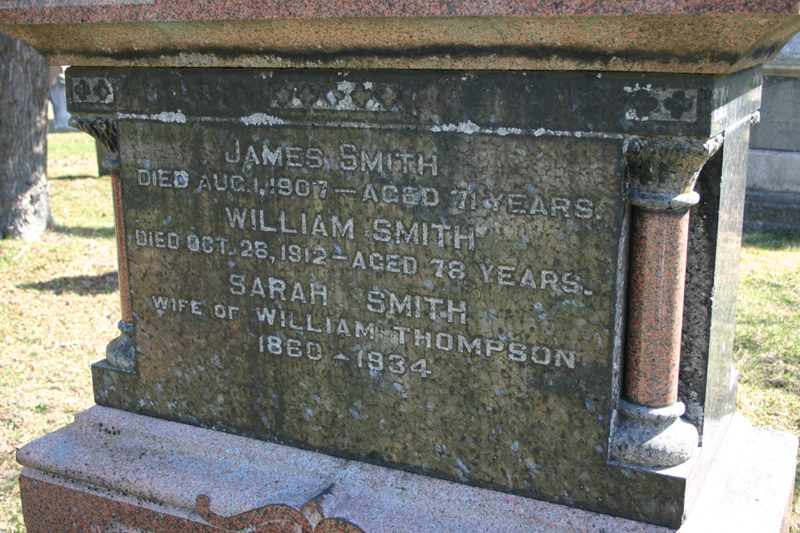 JAMES SMITH
DIED AUG. 1, 1907 — AGED 71 YEARS.
WILLIAM SMITH
DIED OCT. 26, 1912 — AGED 78 YEARS.
SARAH SMITH
WIFE OF WILLIAM THOMPSON
1860 — 1934